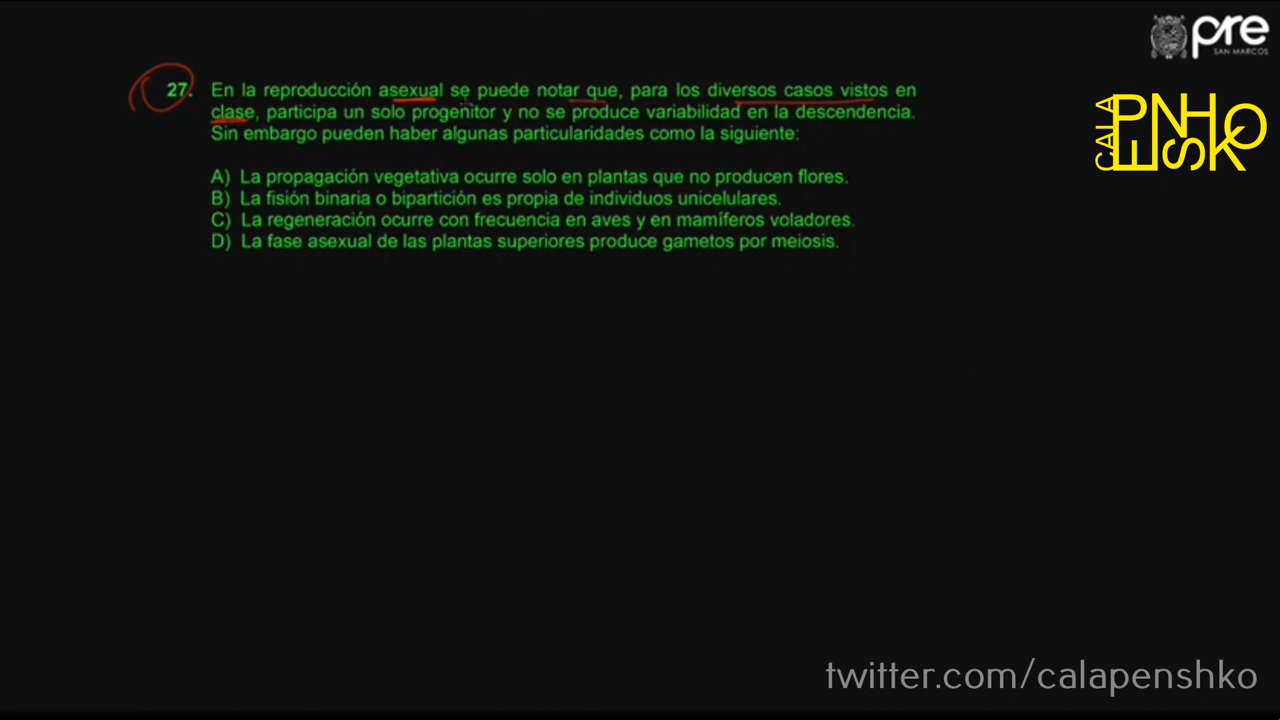 pre
SAN MARCOS
CALA
PENSHKO
27. En la reproducción asexual se puede notar que, para los diversos casos vistos en
clase, participa un solo progenitor y no se produce variabilidad en la descendencia.
Sin embargo pueden haber algunas particularidades como la siguiente:
A) La propagación vegetativa ocurre solo en plantas que no producen flores.
B) La fisión binaria o bipartición es propia de individuos unicelulares.
C) La regeneración ocurre con frecuencia en aves y en mamíferos voladores.
D) La fase asexual de las plantas superiores produce gametos por meiosis.
twitter.com/calapenshko